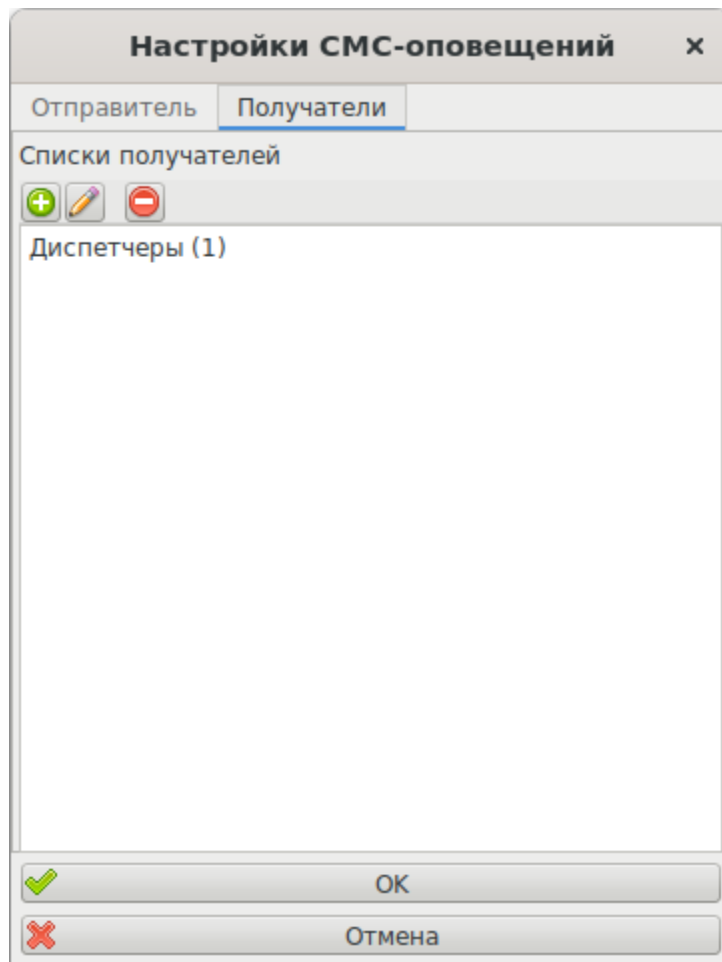 Настройки СМС-оповещений
Отправитель Получатели
Списки получателей
Диспетчеры (1)
OK
Отмена